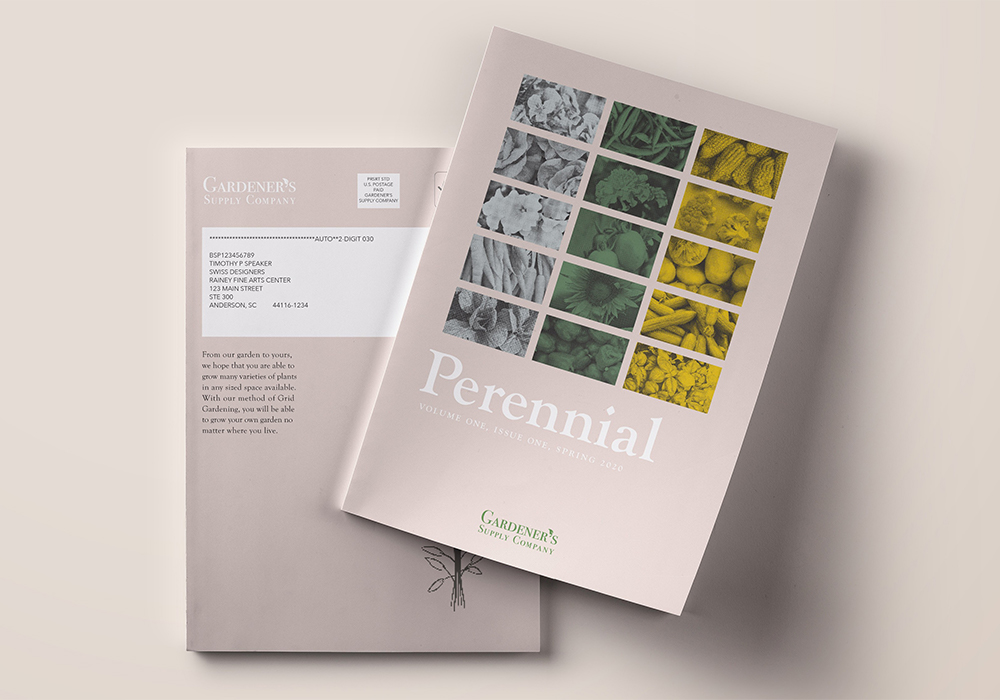 GARDENER'S
SUPPLY COMPANY
PRSRT STD
U.S. POSTAGE
PAID
GARDENER'S
SUPPLY COMPANY
*************************************AUTO**2-DIGIT 030
BSP123456789
TIMOTHY P SPEAKER
SWISS DESIGNERS
RAINEY FINE ARTS CENTER
123 MAIN STREET
STE 300
ANDERSON, SC 44116-1234
From our garden to yours,
we hope that you are able to
grow many varieties of plants
in any sized space available.
With our method of Grid
Gardening, you will be able
to grow your own garden no
matter where you live.
Perennial
VOLUME ONE, ISSUE ONE, SPRING 2020
GARDENER'S
SUPPLY COMPANY